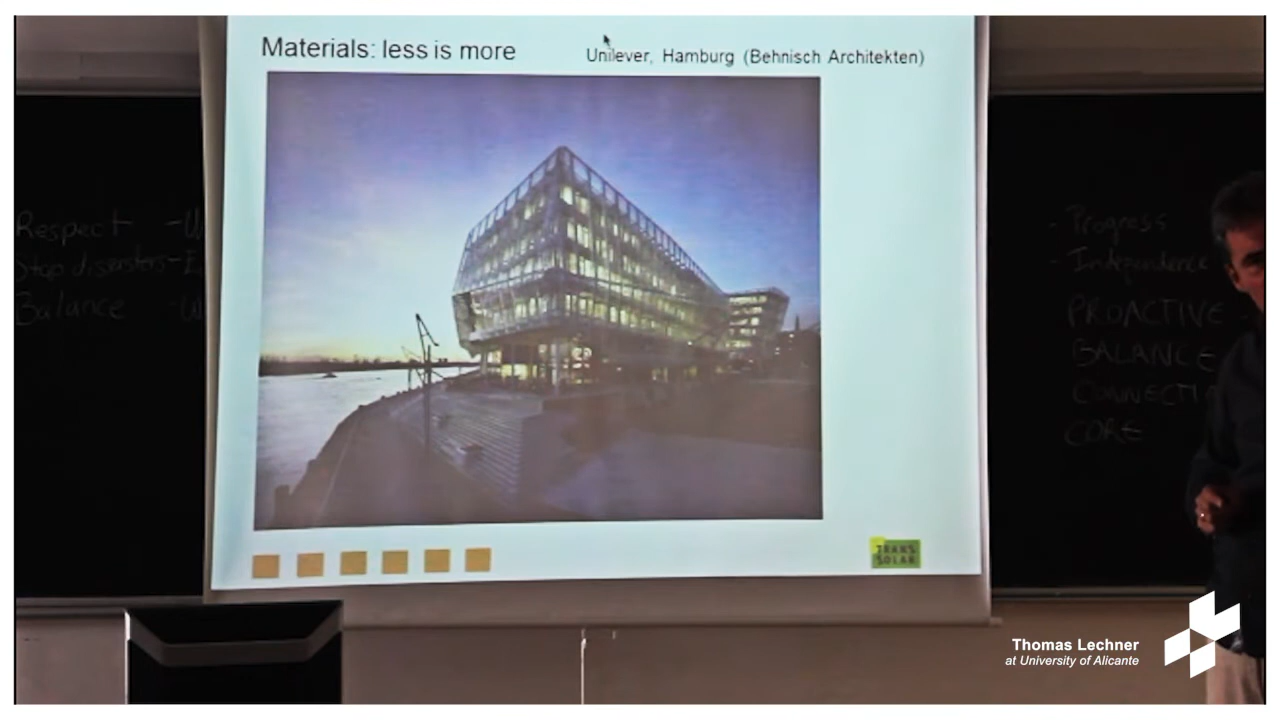 Materials: less is more
Unilever, Hamburg (Behnisch Architekten)
Respect
Stop disasters
Balance
- Progress
- Independence
PROACTIVE
BALANCE
CORE
TRANS
SOLAR
Thomas Lechner
at University of Alicante